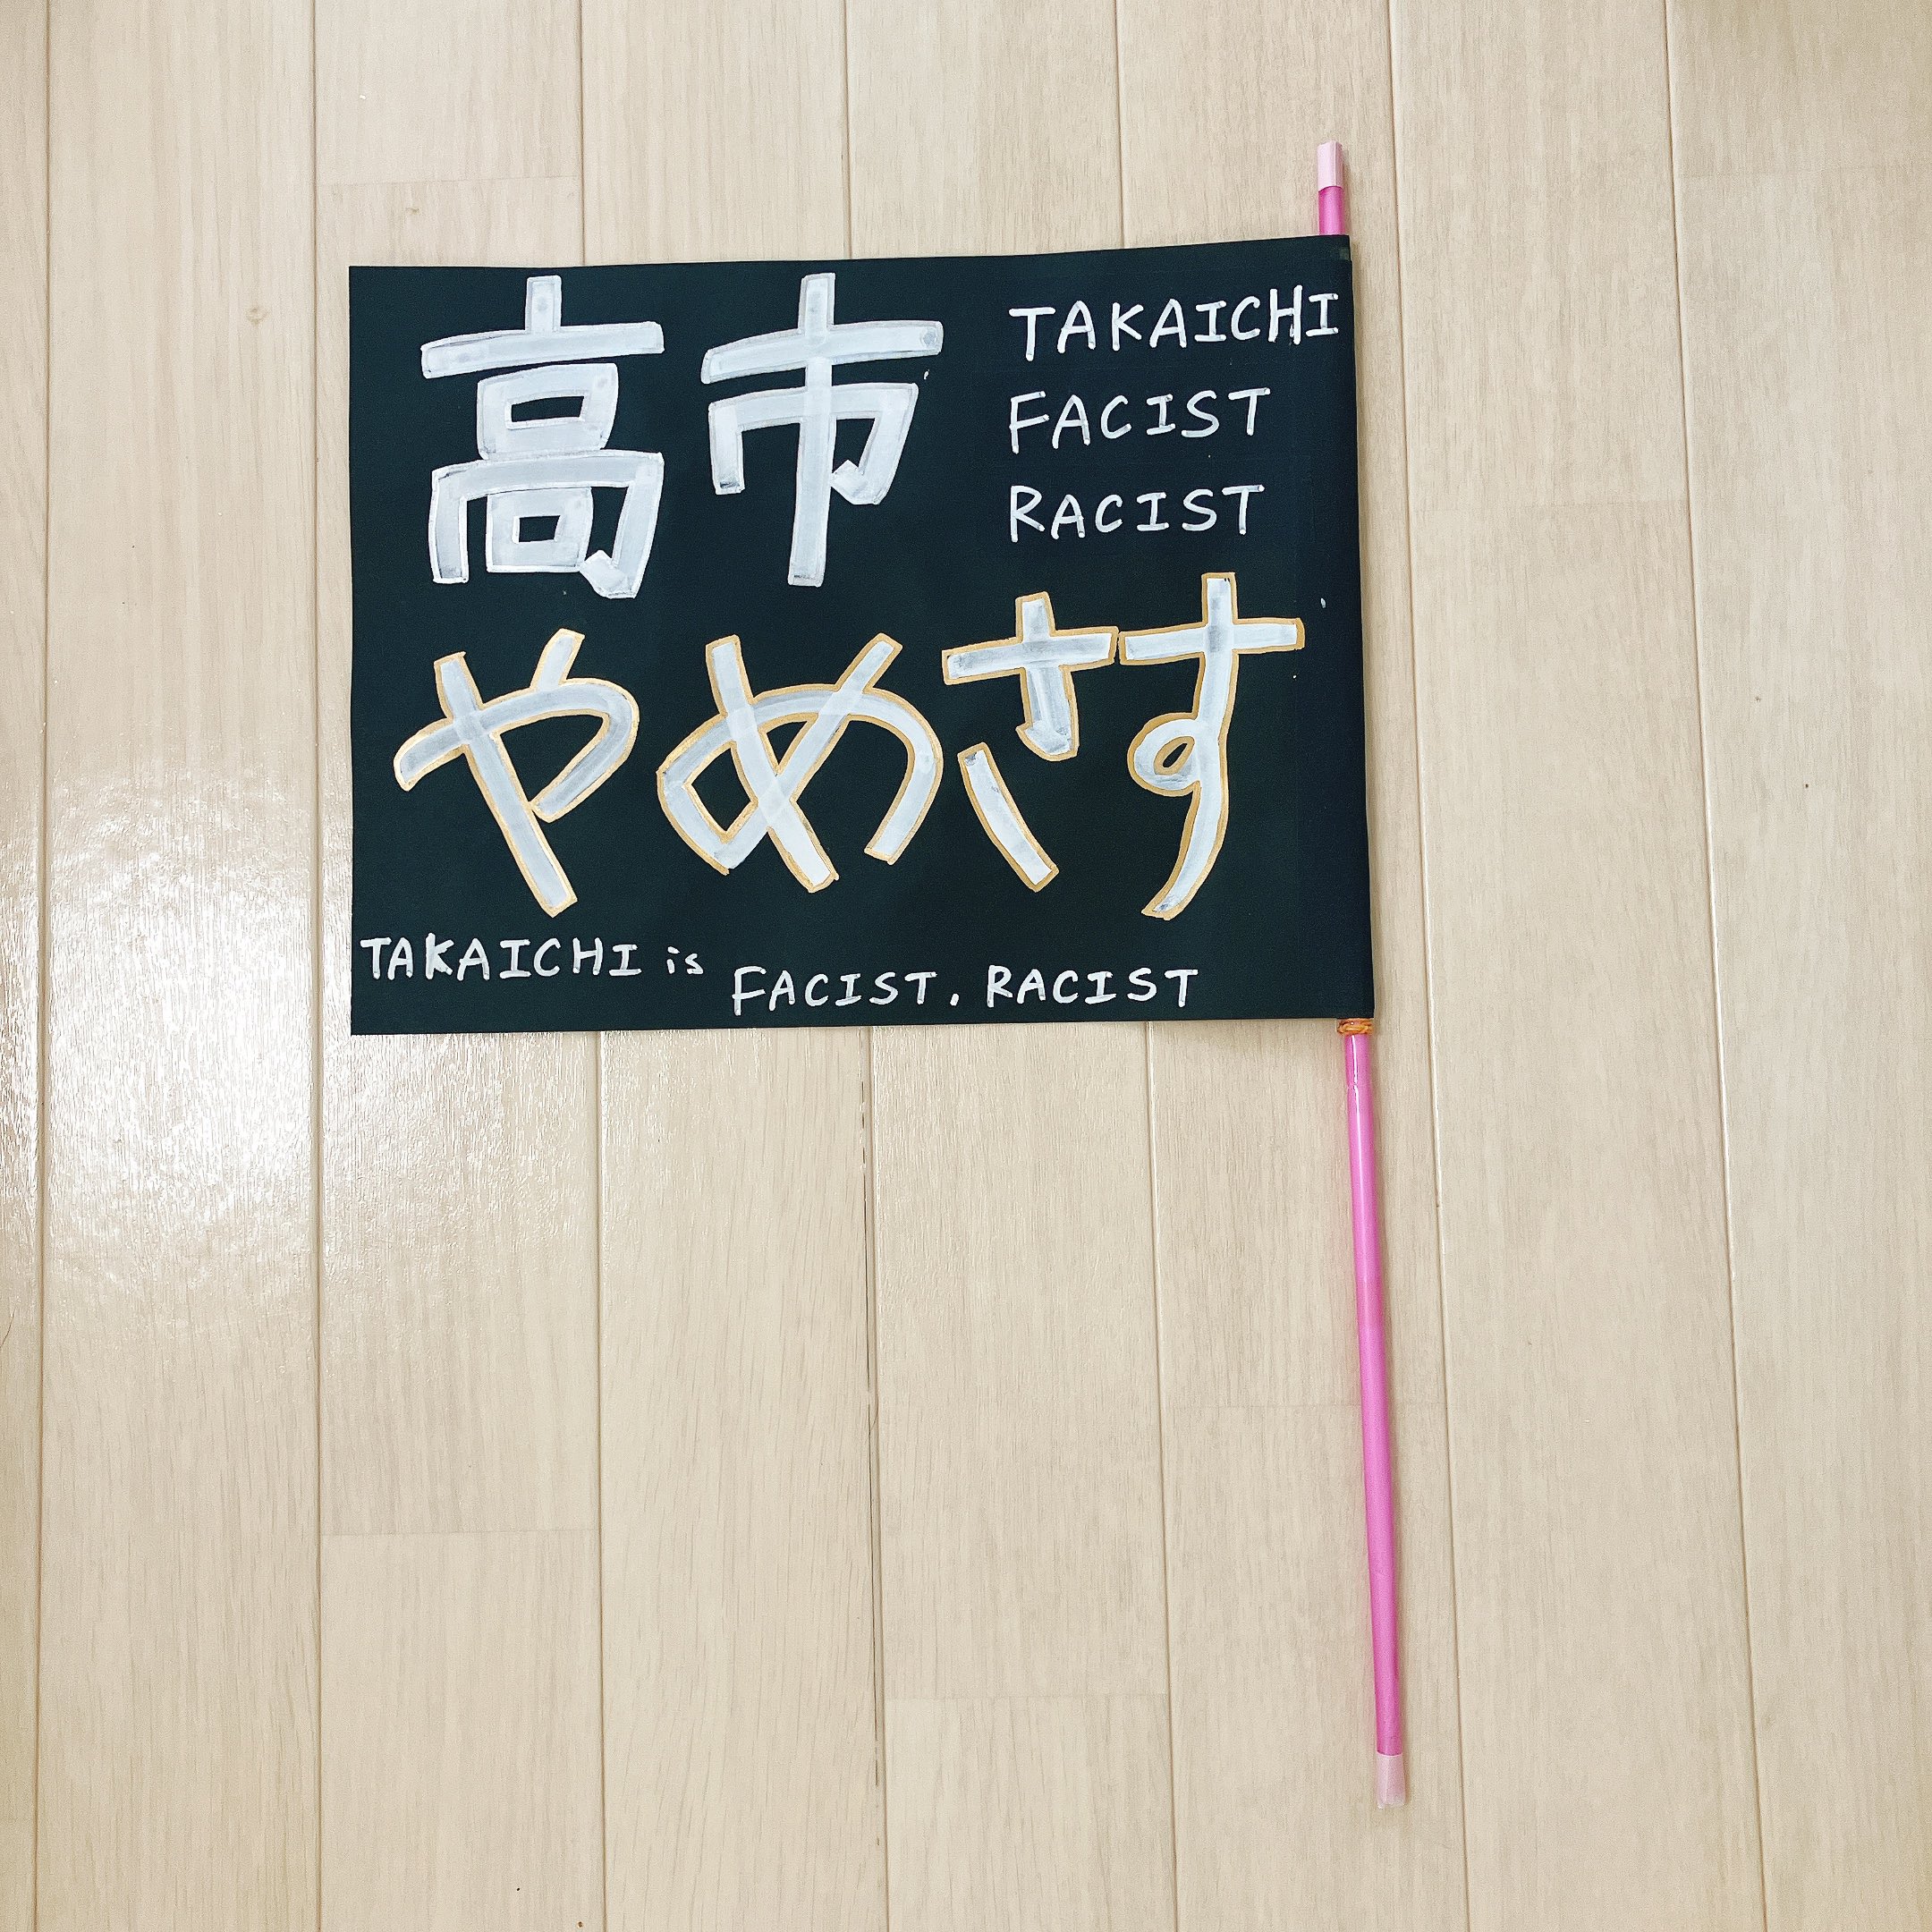 高市
TAKAICHI
FACIST
RACIST
やめさす
TAKAICHI is FACIST, RACIST